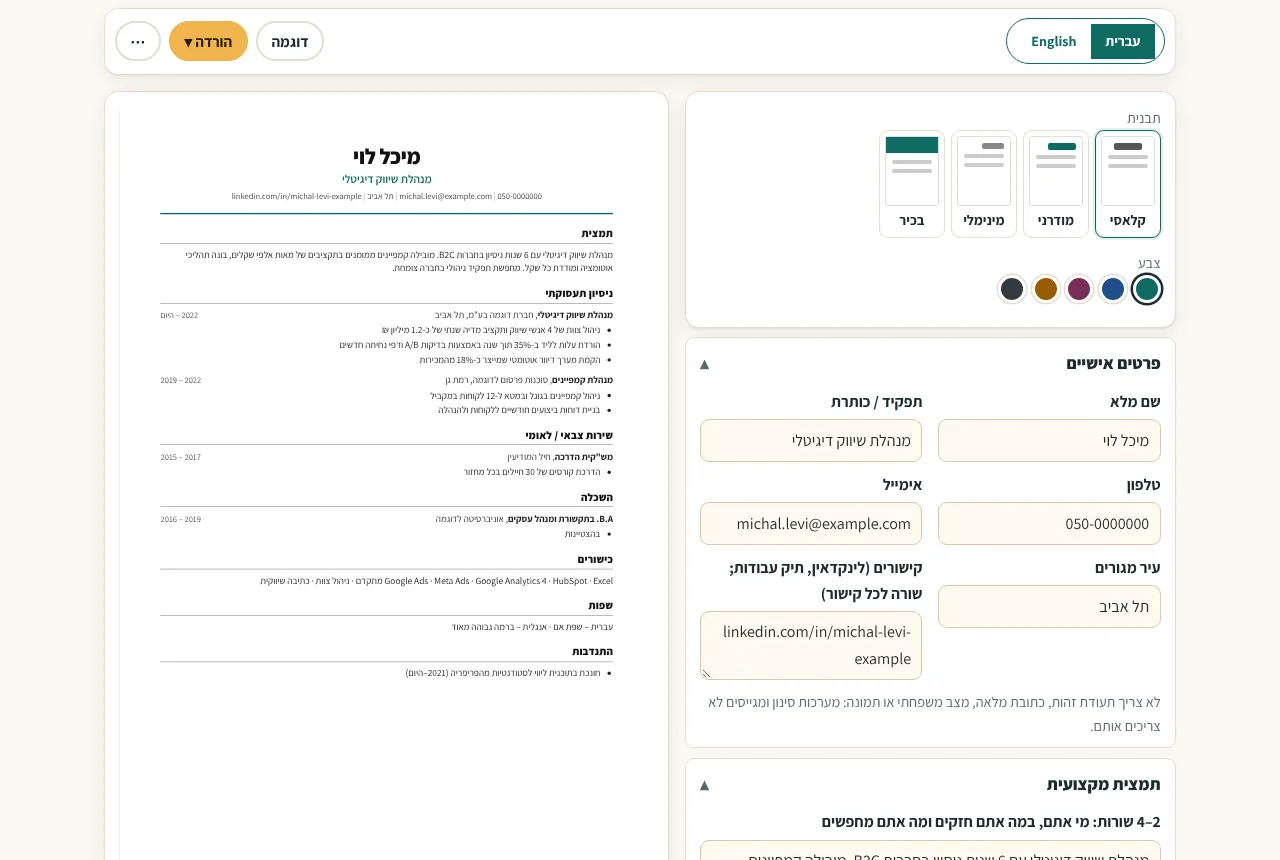 עברית
English
דוגמה
הורדה ▾
⋯
תבנית
קלאסי
מודרני
מינימלי
בכיר
צבע
פרטים אישיים
▲
שם מלא
מיכל לוי
תפקיד / כותרת
מנהלת שיווק דיגיטלי
טלפון
050-0000000
אימייל
michal.levi@example.com
עיר מגורים
תל אביב
קישורים (לינקדאין, תיק עבודות;
שורה לכל קישור)
linkedin.com/in/michal-levi-
example
לא צריך תעודת זהות, כתובת מלאה, מצב משפחתי או תמונה: מערכות סינון ומגייסים לא
צריכים אותם.
תמצית מקצועית
▲
2–4 שורות: מי אתם, במה אתם חזקים ומה אתם מחפשים
מנהלת שיווק דיגיטלי עם 6 שנות ניסיון בחברות B2C. מובילה קמפיינים
מיכל לוי
מנהלת שיווק דיגיטלי
050-0000000 | michal.levi@example.com | תל אביב | linkedin.com/in/michal-levi-example
תמצית
מנהלת שיווק דיגיטלי עם 6 שנות ניסיון בחברות B2C. מובילה קמפיינים ממומנים בתקציבים של מאות אלפי שקלים, בונה תהליכי
אוטומציה ומודדת כל שקל. מחפשת תפקיד ניהולי בחברה צומחת.
ניסיון תעסוקתי
מנהלת שיווק דיגיטלי, חברת דוגמה בע"מ, תל אביב
2022 – היום
• ניהול צוות של 4 אנשי שיווק ותקציב מדיה שנתי של כ-1.2 מיליון ₪
• הורדת עלות לליד ב-35% תוך שנה באמצעות בדיקות A/B ודפי נחיתה חדשים
• הקמת מערך דיוור אוטומטי שמייצר כ-18% מהמכירות
מנהלת קמפיינים, סוכנות פרסום לדוגמה, רמת גן
2019 – 2022
• ניהול קמפיינים בגוגל ובמטא ל-12 לקוחות במקביל
• בניית דוחות ביצועים חודשיים ללקוחות ולהנהלה
שירות צבאי / לאומי
מש"קית הדרכה, חיל המודיעין
2015 – 2017
• הדרכת קורסים של 30 חיילים בכל מחזור
השכלה
B.A. בתקשורת ומנהל עסקים, אוניברסיטה לדוגמה
2016 – 2019
• בהצטיינות
כישורים
Google Ads · Meta Ads · Google Analytics 4 · HubSpot · Excel מתקדם · ניהול צוות · כתיבה שיווקית
שפות
עברית – שפת אם · אנגלית – ברמה גבוהה מאוד
התנדבות
• חונכת בתוכנית ליווי לסטודנטיות מהפריפריה (2021–היום)